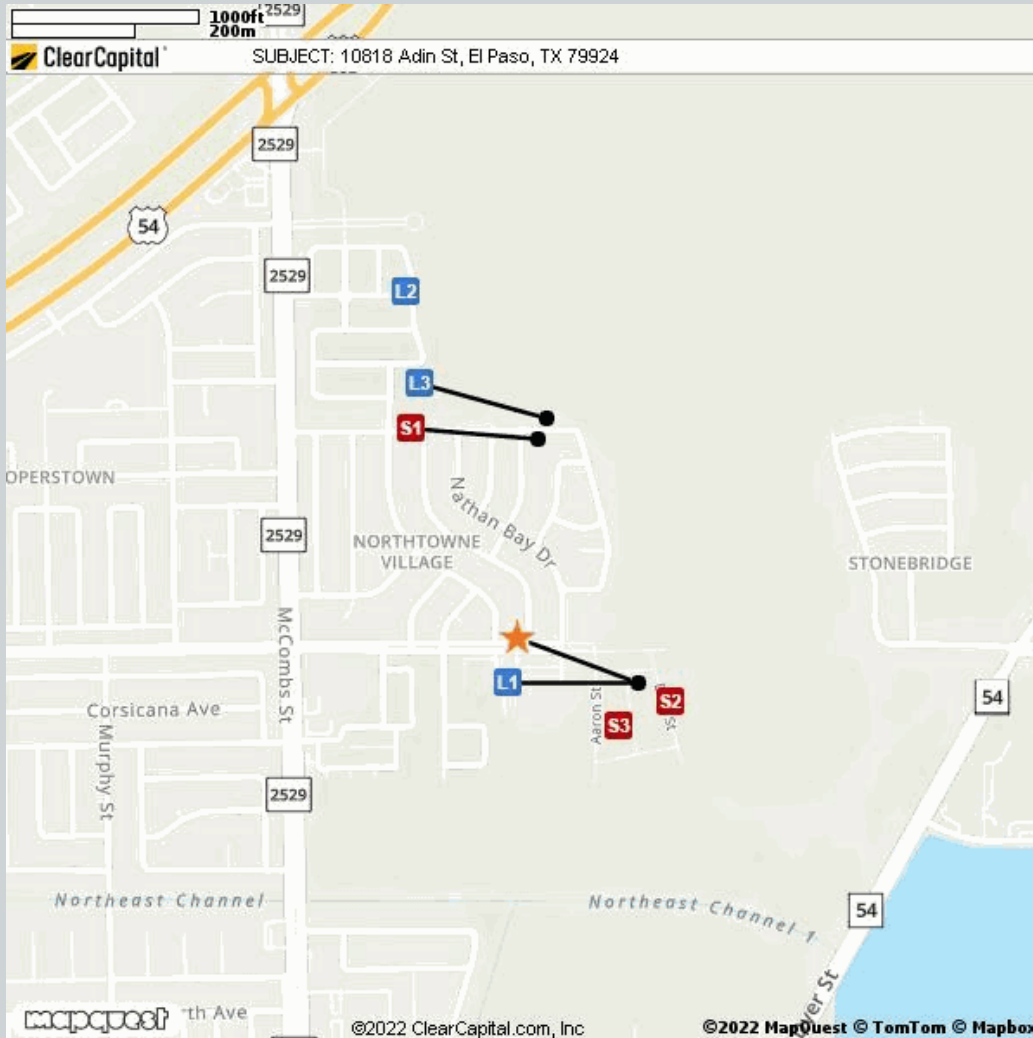 1000ft
200m
2529
ClearCapital
SUBJECT: 10818 Adin St, El Paso, TX 79924
2529
54
2529
L2
L3
S1
OPERSTOWN
Nathan Bay Dr
2529
NORTHTOWNE
VILLAGE
STONEBRIDGE
McCombs St
L1
S2
54
Corsicana Ave
Aaron St
S3
Murphy St
2529
Northeast Channel
Northeast Channel 1
54
mapquest
th Ave
©2022 ClearCapital.com, Inc
©2022 MapQuest © TomTom © Mapbox